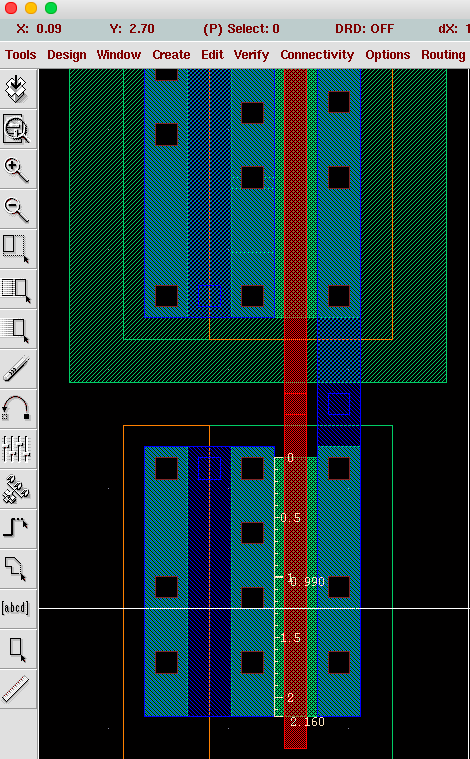 X: 0.09 Y: 2.70 (P) Select: 0 DRD: OFF dX: 1
Tools Design Window Create Edit Verify Connectivity Options Routing
0
0.5
1
0.990
1.5
2
2.160
[abcd]